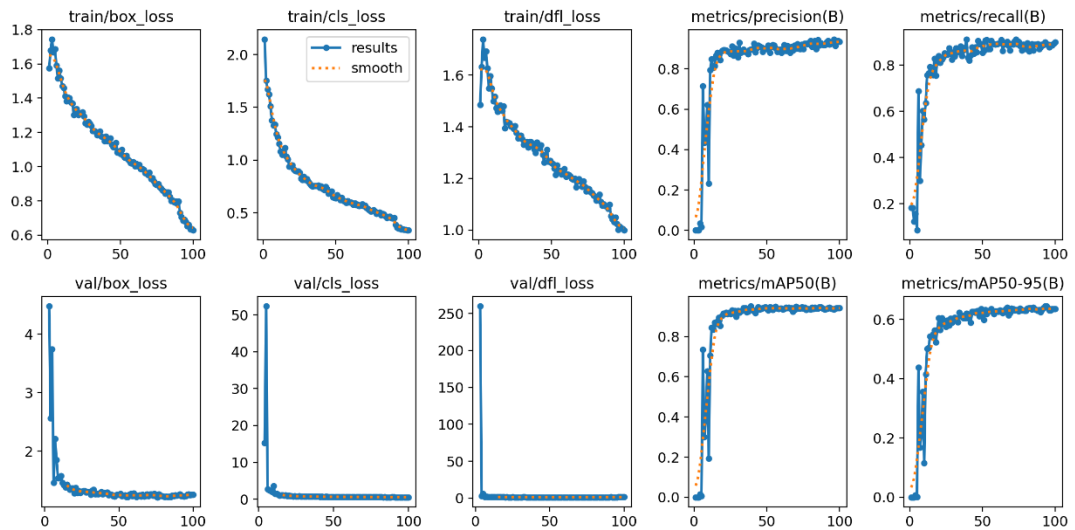 train/box_loss
train/cls_loss
train/dfl_loss
metrics/precision(B)
metrics/recall(B)
1.8
1.6
1.4
1.2
1.0
0.8
0.6
0 50 100
2.0
1.5
1.0
0.5
results
smooth
0 50 100
1.6
1.4
1.2
1.0
0 50 100
0.8
0.6
0.4
0.2
0.0
0 50 100
0.8
0.6
0.4
0.2
0 50 100
val/box_loss
val/cls_loss
val/dfl_loss
metrics/mAP50(B)
metrics/mAP50-95(B)
4
3
2
0 50 100
50
40
30
20
10
0
0 50 100
250
200
150
100
50
0
0 50 100
0.8
0.6
0.4
0.2
0.0
0 50 100
0.6
0.4
0.2
0.0
0 50 100